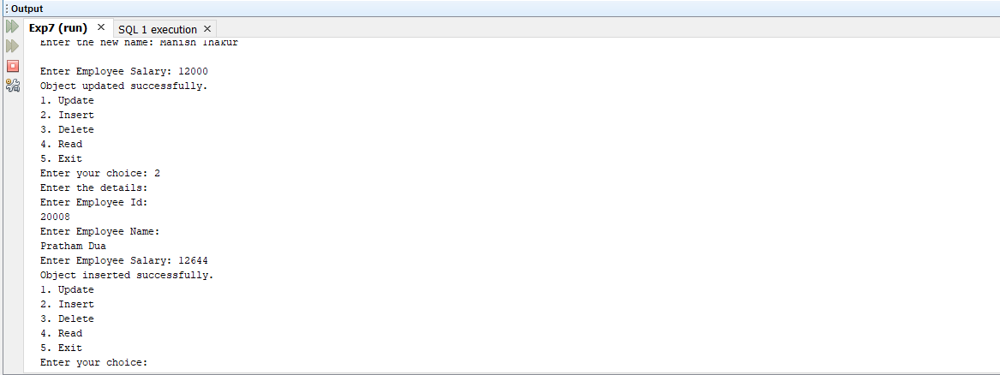 Output
Exp7 (run)
SQL 1 execution
Enter the new name: Manish Thakur
Enter Employee Salary: 12000
Object updated successfully.
1. Update
2. Insert
3. Delete
4. Read
5. Exit
Enter your choice: 2
Enter the details:
Enter Employee Id:
20008
Enter Employee Name:
Pratham Dua
Enter Employee Salary: 12644
Object inserted successfully.
1. Update
2. Insert
3. Delete
4. Read
5. Exit
Enter your choice: